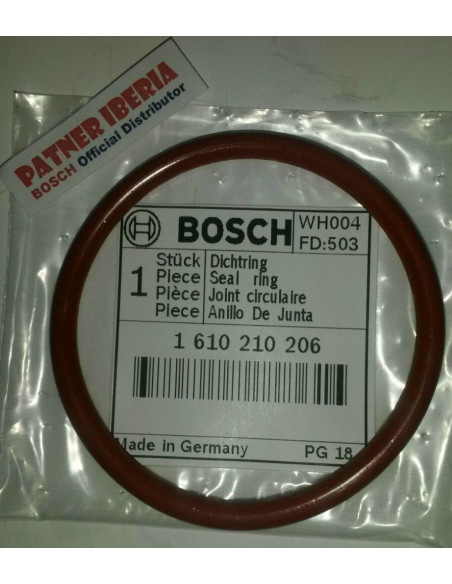 PATNER IBERIA
BOSCH Official Distributor
BOSCH
WH004
FD:503
1
Stück Dichtring
Piece Seal ring
Pièce Joint circulaire
Piece Anillo De Junta
1 610 210 206
Made in Germany PG 18